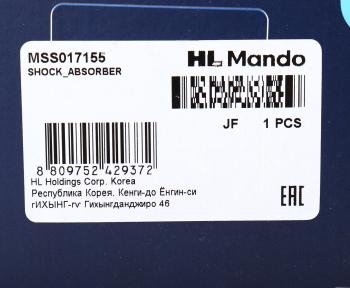 MSS017155
SHOCK_ABSORBER
HL Mando
JF 1 PCS
8 809752 429372
HL Holdings Corp. Korea
Республика Корея, Кенги-до Ёнгин-си
гИХЫНГ-гу Гихынгданджиро 46
EAC